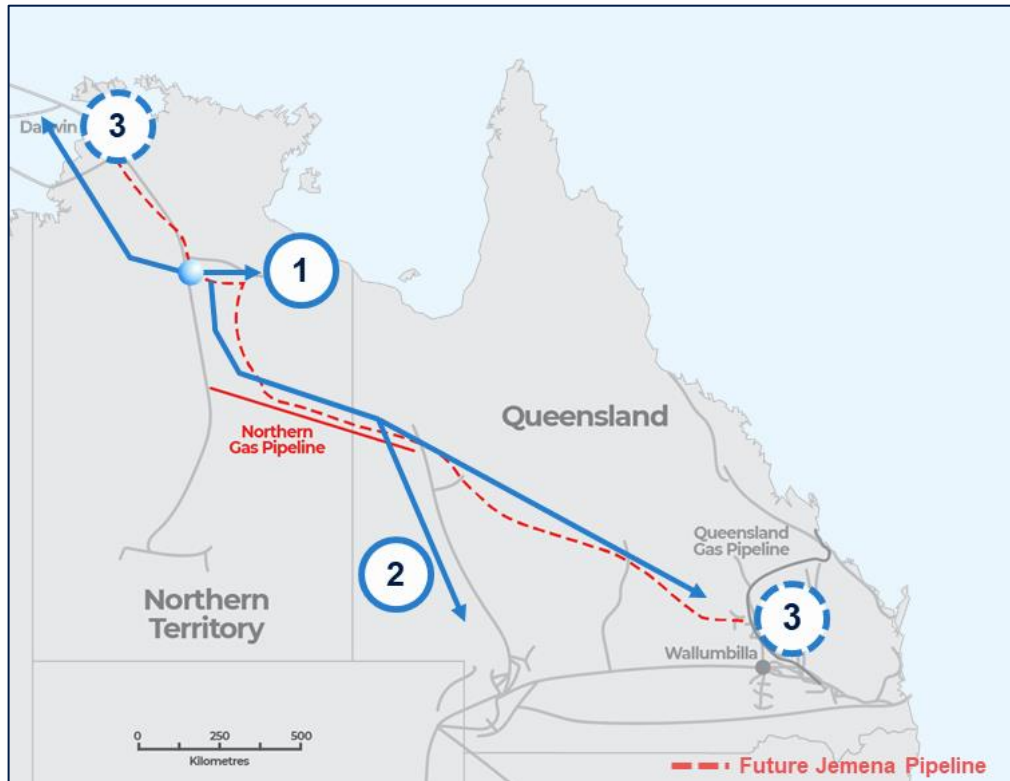 Darwin
3
1
Queensland
Northern
Gas Pipeline
Queensland
Gas Pipeline
2
Northern
Territory
3
Wallumbilla
0 250 500
Kilometres
Future Jemena Pipeline